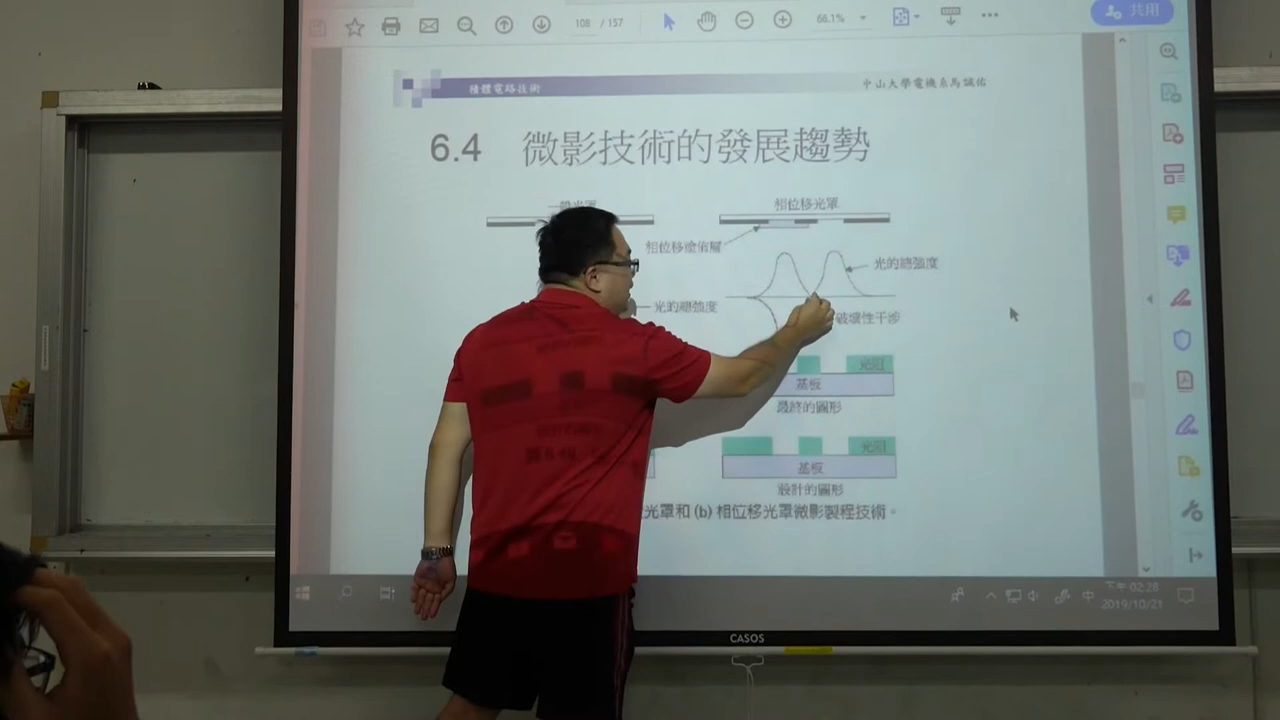 108 / 157
66.1%
共用
積體電路技術
中山大學電機系馬誠佑
6.4 微影技術的發展趨勢
相位移光罩
相位移塗佈層
光的總強度
光的總強度
破壞性干涉
光阻
基板
最終的圖形
光阻
基板
設計的圖形
光罩和 (b) 相位移光罩微影製程技術。
中
下午 02:28
2019/10/21
CASOS